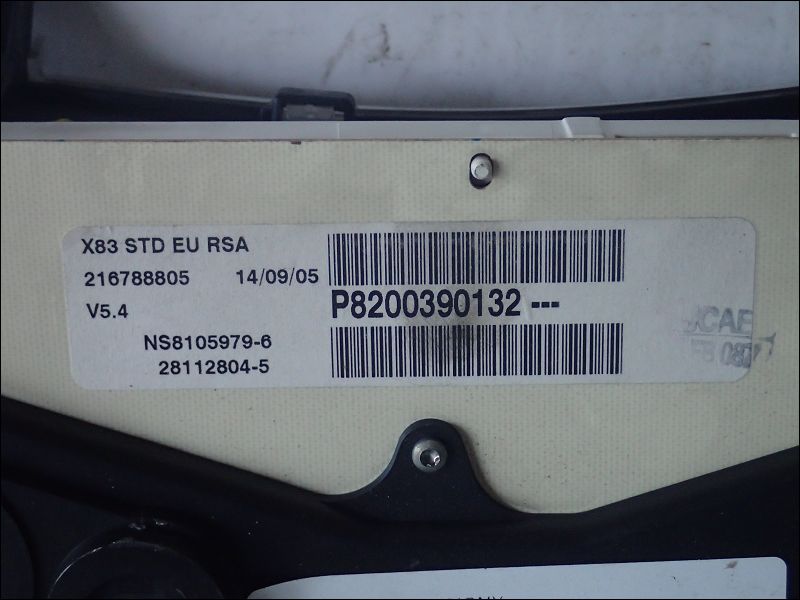 X83 STD EU RSA
216788805 14/09/05
V5.4
P8200390132 ---
NS8105979-6
28112804-5